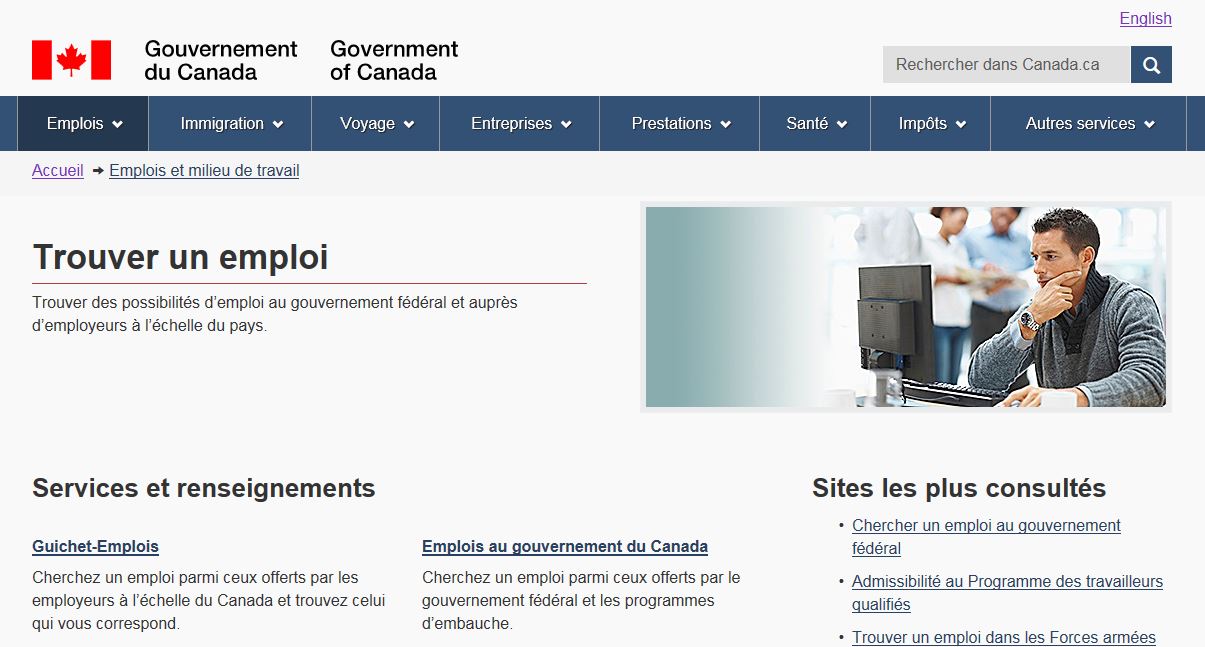 English
Gouvernement
du Canada
Government
of Canada
Rechercher dans Canada.ca
Emplois Immigration Voyage Entreprises Prestations Santé Impôts Autres services
Accueil Emplois et milieu de travail
Trouver un emploi
Trouver des possibilités d’emploi au gouvernement fédéral et auprès
d’employeurs à l’échelle du pays.
Services et renseignements
Guichet-Emplois
Cherchez un emploi parmi ceux offerts par les
employeurs à l’échelle du Canada et trouvez celui
qui vous correspond.
Emplois au gouvernement du Canada
Cherchez un emploi parmi ceux offerts par le
gouvernement fédéral et les programmes
d’embauche.
Sites les plus consultés
• Chercher un emploi au gouvernement
fédéral
• Admissibilité au Programme des travailleurs
qualifiés
• Trouver un emploi dans les Forces armées